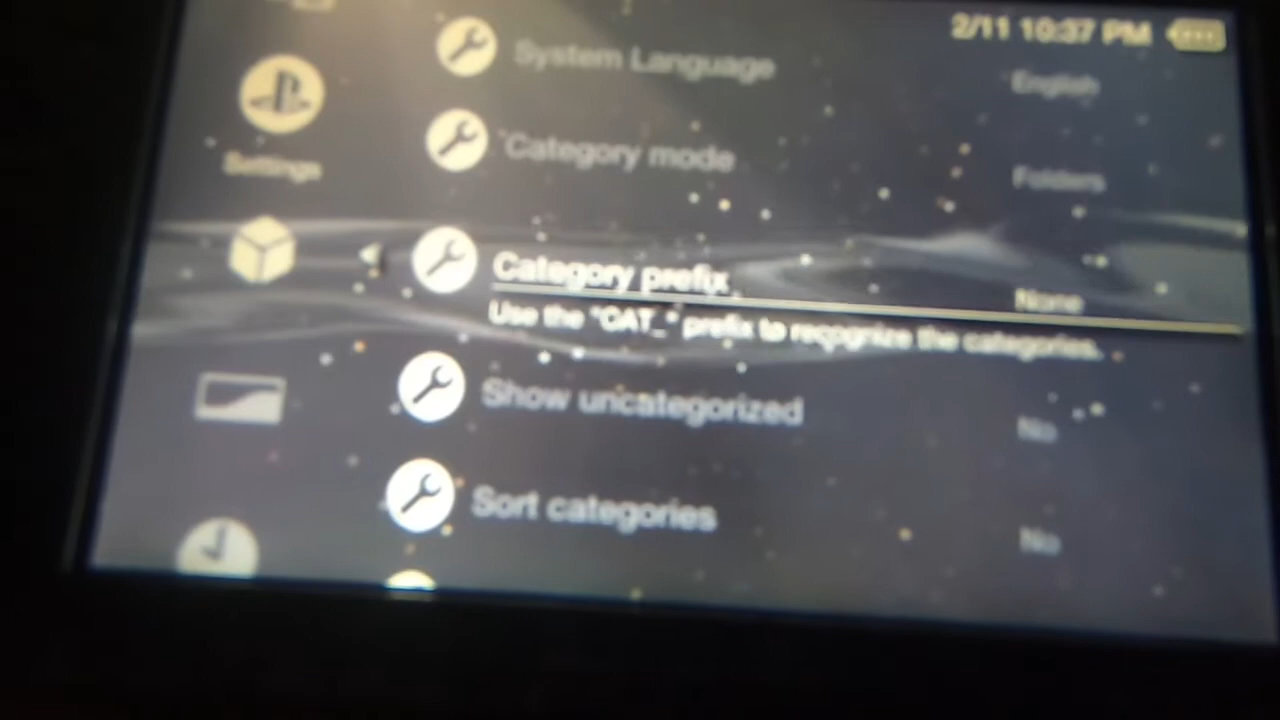 2/11 10:37 PM
System Language English
Category mode Folders
Settings
Category prefix None
Use the "CAT_" prefix to recognize the categories.
Show uncategorized No
Sort categories No